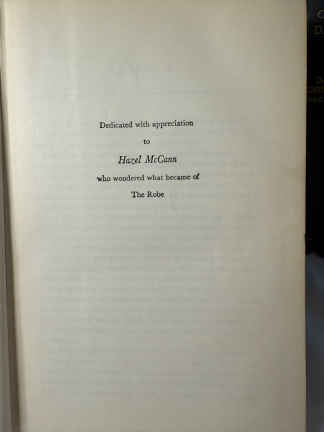 Dedicated with appreciation
to
Hazel McCann
who wondered what became of
The Robe